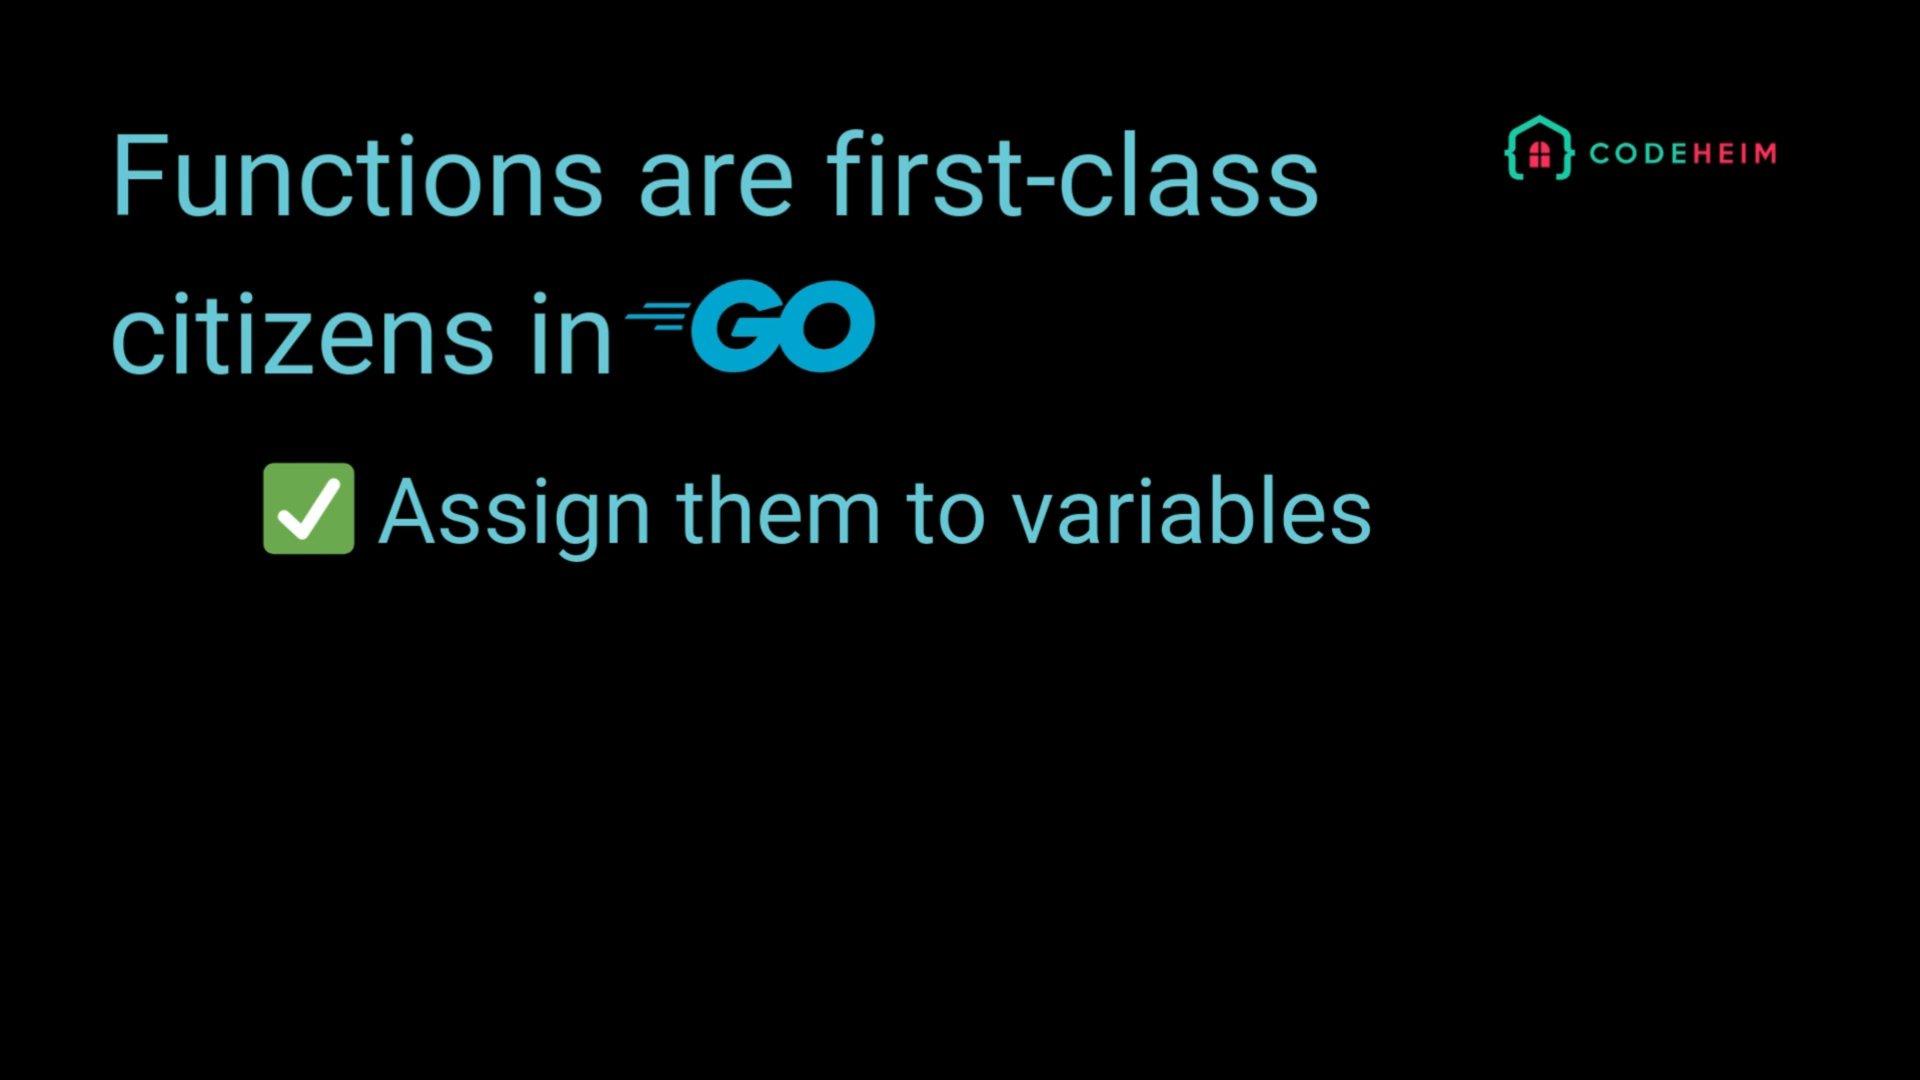 Functions are first-class
CODEHEIM
citizens in GO
Assign them to variables